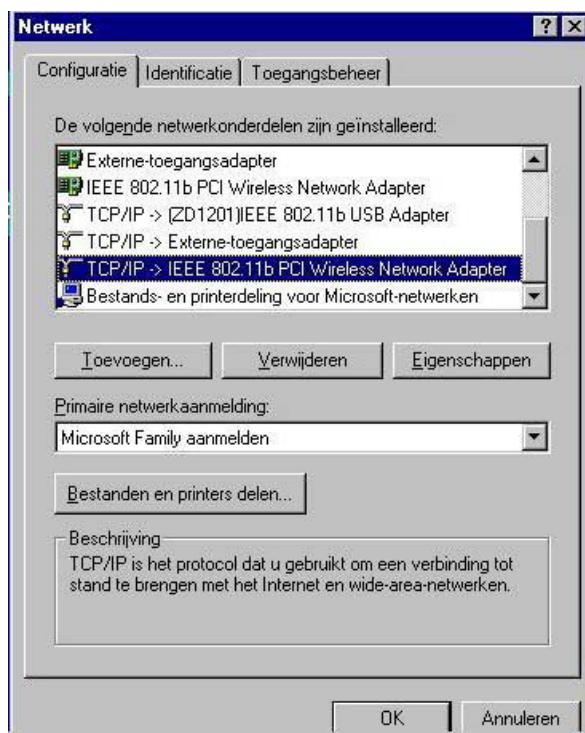 Netwerk
Configuratie Identificatie Toegangsbeheer
De volgende netwerkonderdelen zijn geïnstalleerd:
Externe-toegangsadapter
IEEE 802.11b PCI Wireless Network Adapter
TCP/IP -> (ZD1201)IEEE 802.11b USB Adapter
TCP/IP -> Externe-toegangsadapter
TCP/IP -> IEEE 802.11b PCI Wireless Network Adapter
Bestands- en printerdeling voor Microsoft-netwerken
Toevoegen... Verwijderen Eigenschappen
Primaire netwerkaanmelding:
Microsoft Family aanmelden
Bestanden en printers delen...
Beschrijving
TCP/IP is het protocol dat u gebruikt om een verbinding tot
stand te brengen met het Internet en wide-area-netwerken.
OK Annuleren